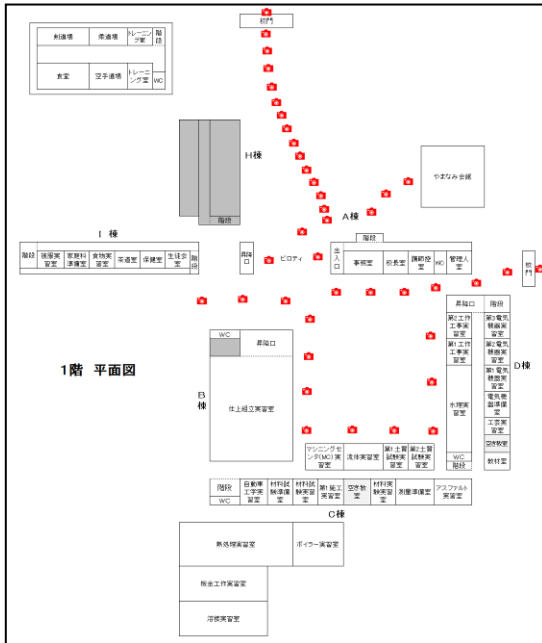 校門
剣道場
柔道場
トレーニング室
階段
食堂
空手道場
トレーニング室
WC
H棟
階段
やまなみ会館
A棟
I 棟
階段
被服実習室
家庭科準備室
食物実習室
茶道室
保健室
生徒会室
階段
昇降口
ピロティ
出入口
階段
事務室
校長室
講師控室
WC
管理人室
校門
1階 平面図
B棟
WC
昇降口
仕上組立実習室
昇降口
階段
第2工作工事実習室
第3電気機器実習室
第1工作工事実習室
第2電気機器実習室
第1電気機器実習室
水理実習室
電気機器準備室
工芸実習室
空き教室
WC
階段
教材室
D棟
マシニングセンタ(MC)実習室
流体実習室
第1土質試験実習室
第2土質試験実習室
階段
WC
自動車工学実習室
材料試験準備室
材料試験実習室
第1施工実習室
空き教室
材料実験実習室
測量準備室
アスファルト実習室
C棟
熱処理実習室
ボイラー実習室
板金工作実習室
溶接実習室